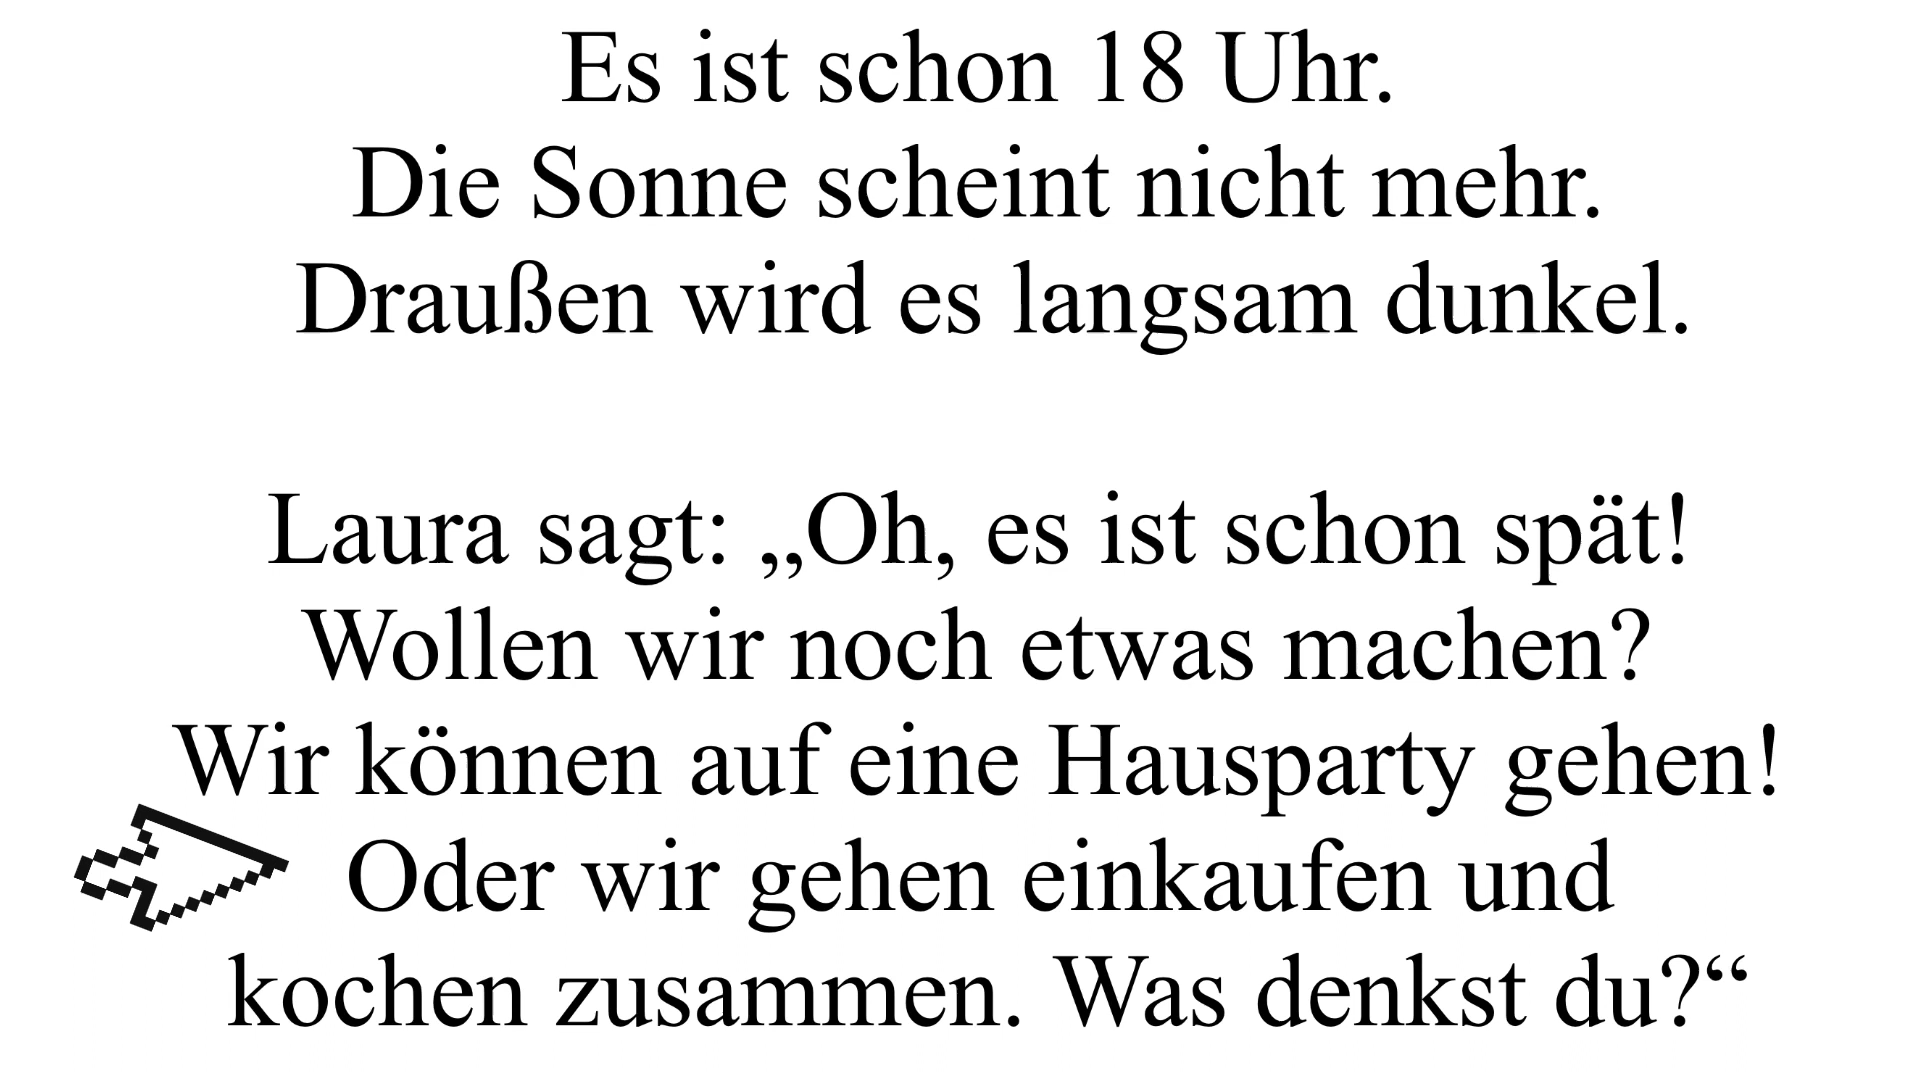 Es ist schon 18 Uhr.
Die Sonne scheint nicht mehr.
Draußen wird es langsam dunkel.
Laura sagt: „Oh, es ist schon spät!
Wollen wir noch etwas machen?
Wir können auf eine Hausparty gehen!
Oder wir gehen einkaufen und
kochen zusammen. Was denkst du?“